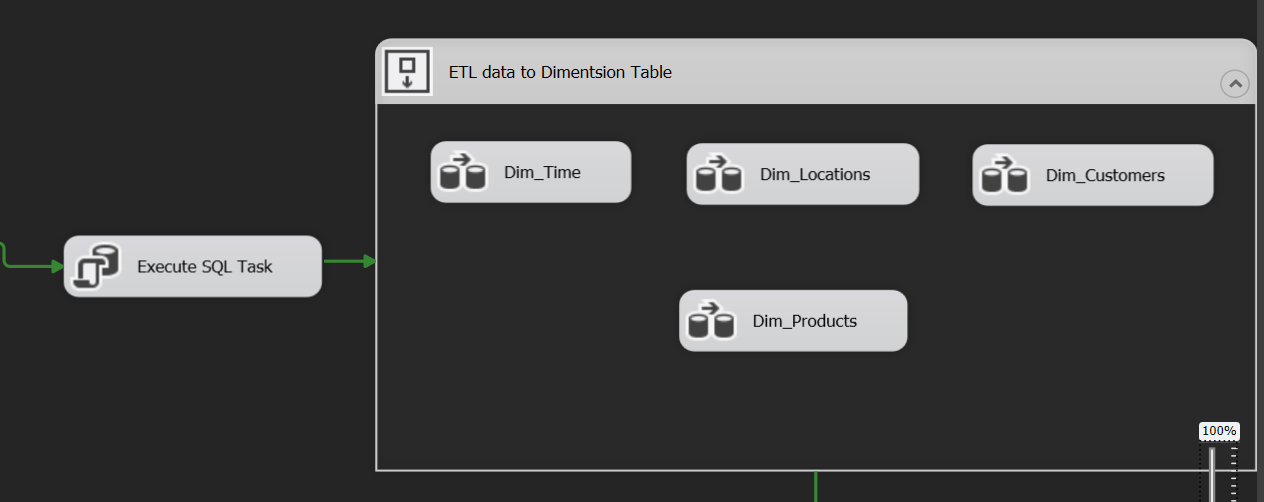 ETL data to Dimentsion Table
Dim_Time
Dim_Locations
Dim_Customers
Execute SQL Task
Dim_Products
100%